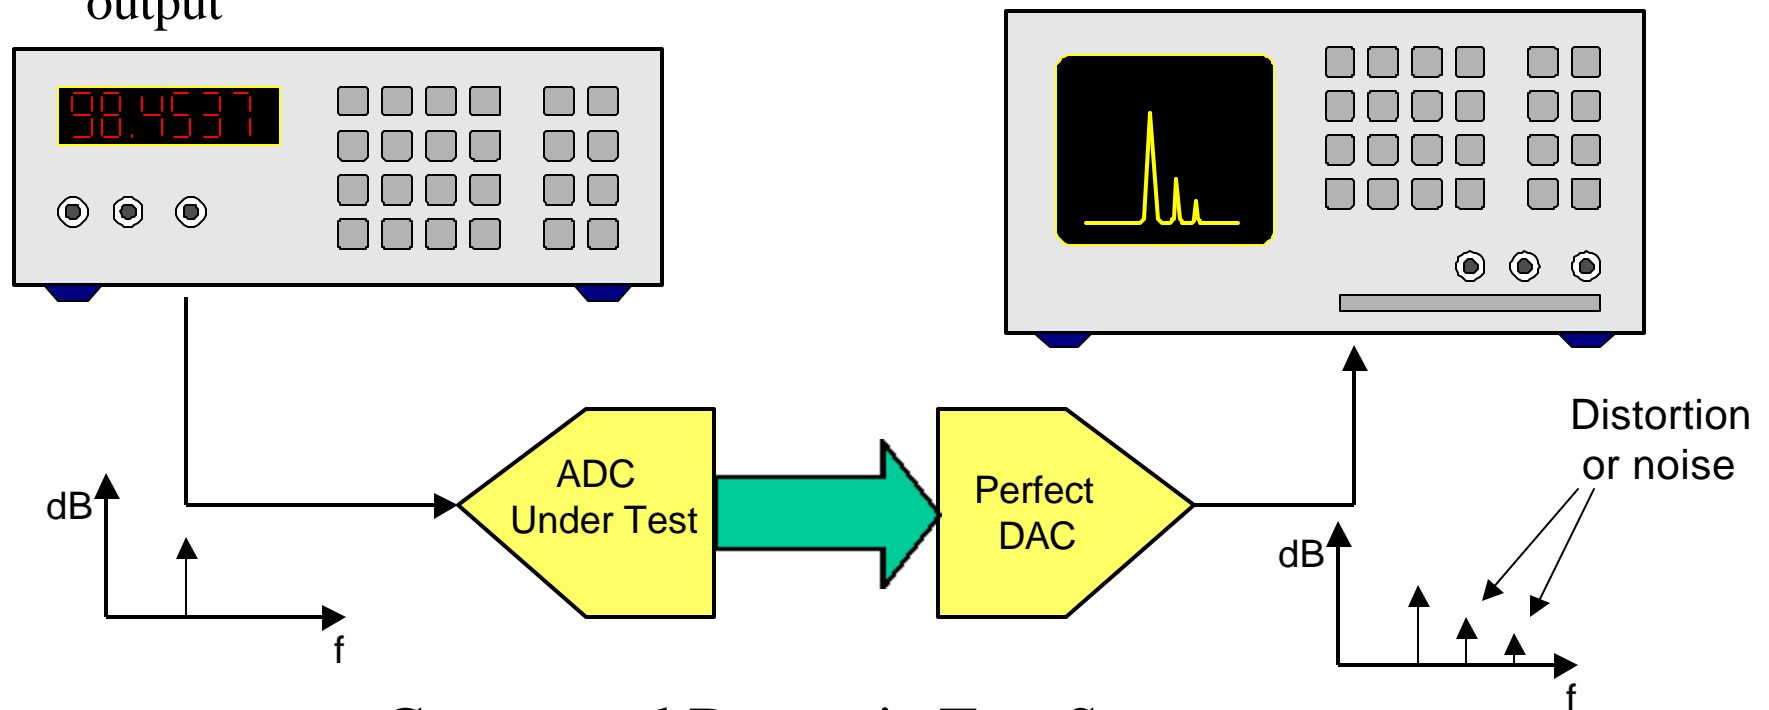 output
98.4537
Distortion
or noise
ADC
Under Test
Perfect
DAC
dB
f
dB
f